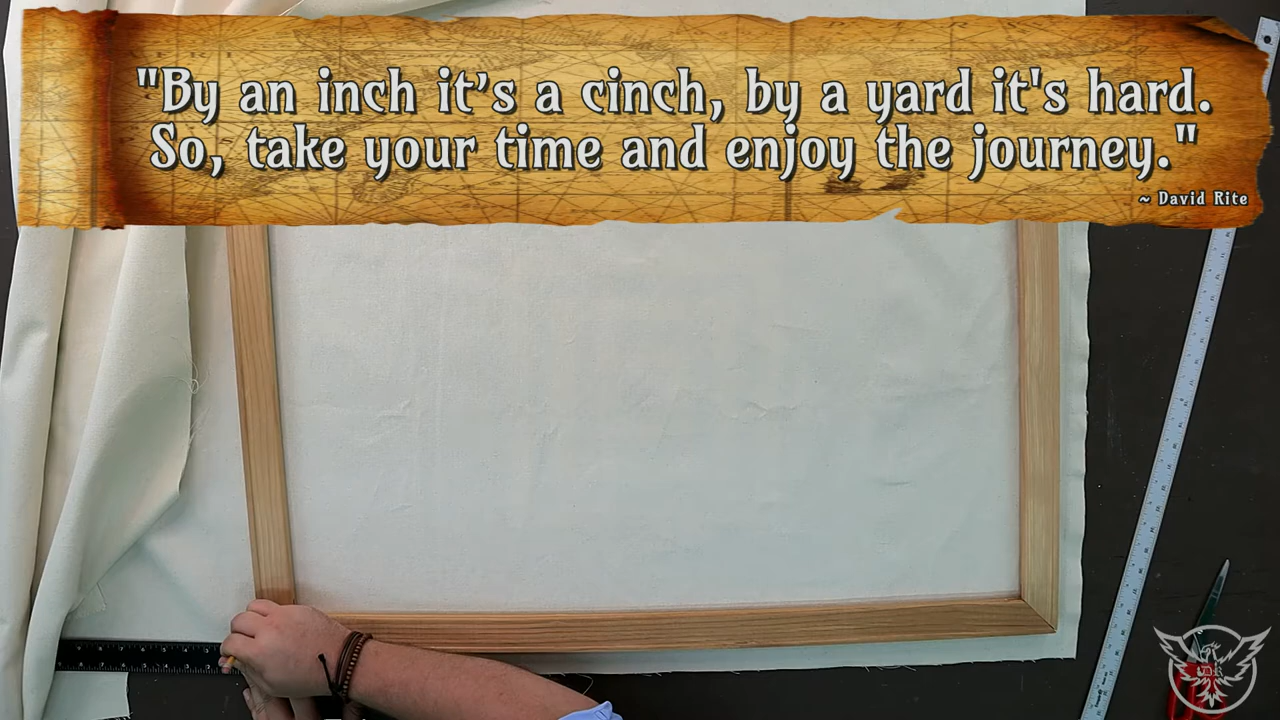 "By an inch it’s a cinch, by a yard it's hard.
So, take your time and enjoy the journey."
~ David Rite